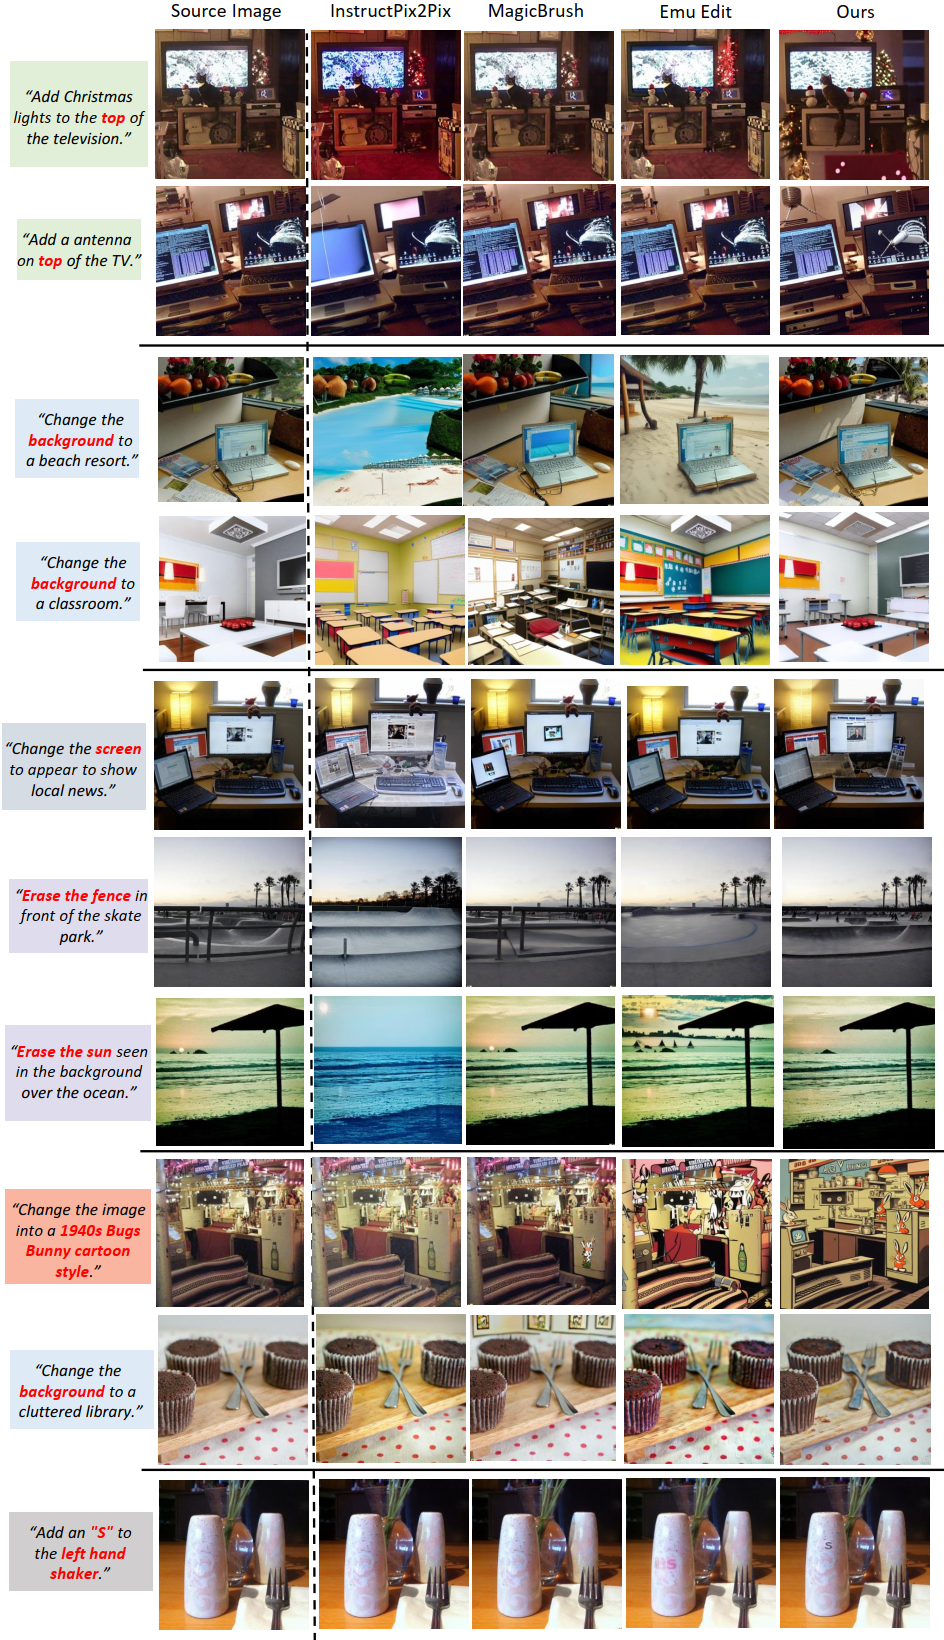 Source Image InstructPix2Pix MagicBrush Emu Edit Ours
“Add Christmas
lights to the top of
the television.”
“Add a antenna
on top of the TV.”
“Change the
background to
a beach resort.”
“Change the
background to
a classroom.”
“Change the screen
to appear to show
local news.”
“Erase the fence in
front of the skate
park.”
“Erase the sun seen
in the background
over the ocean.”
“Change the image
into a 1940s Bugs
Bunny cartoon
style.”
“Change the
background to a
cluttered library.”
“Add an "S" to
the left hand
shaker.”
S